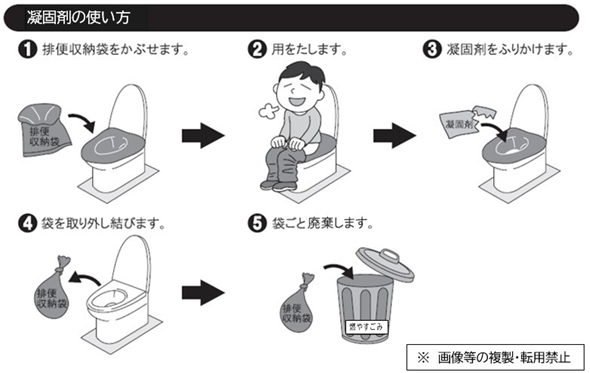 凝固剤の使い方
❶ 排便収納袋をかぶせます。
❷ 用をたします。
❸ 凝固剤をふりかけます。
排便
収納袋
凝固剤
❹ 袋を取り外し結びます。
❺ 袋ごと廃棄します。
排便
収納袋
排便
収納袋
燃やすごみ
※ 画像等の複製・転用禁止